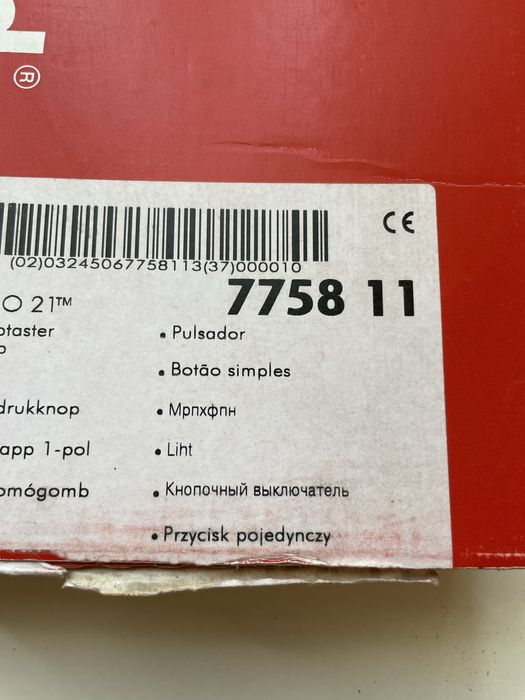 ®
CE
(02)03245067758113(37)000010
O 21™
7758 11
otaster
• Pulsador
• Botão simples
drukknop
• Мрпхфпн
app 1-pol
• Liht
omógomb
• Кнопочный выключатель
• Przycisk pojedynczy